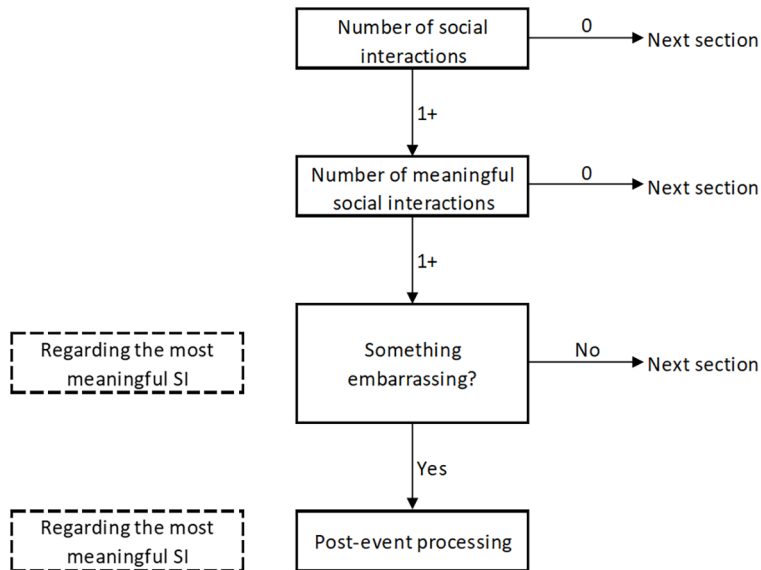 Number of social
interactions
0
Next section
1+
Number of meaningful
social interactions
0
Next section
1+
Regarding the most
meaningful SI
Something
embarrassing?
No
Next section
Yes
Regarding the most
meaningful SI
Post-event processing